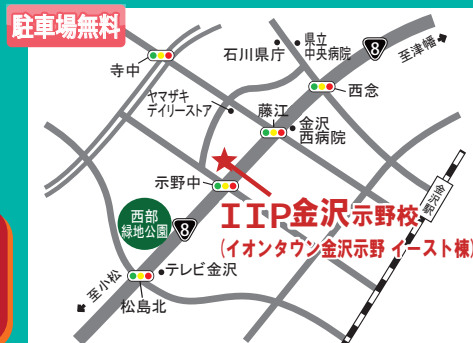 駐車場無料
石川県庁
県立
中央病院
8
至津幡
寺中
ヤマザキ
デイリーストア
西念
藤江
金沢
西病院
示野中
金沢駅
エエP金沢示野校
(イオンタウン金沢示野 イースト棟)
西部
緑地公園
8
テレビ金沢
至小松
松島北